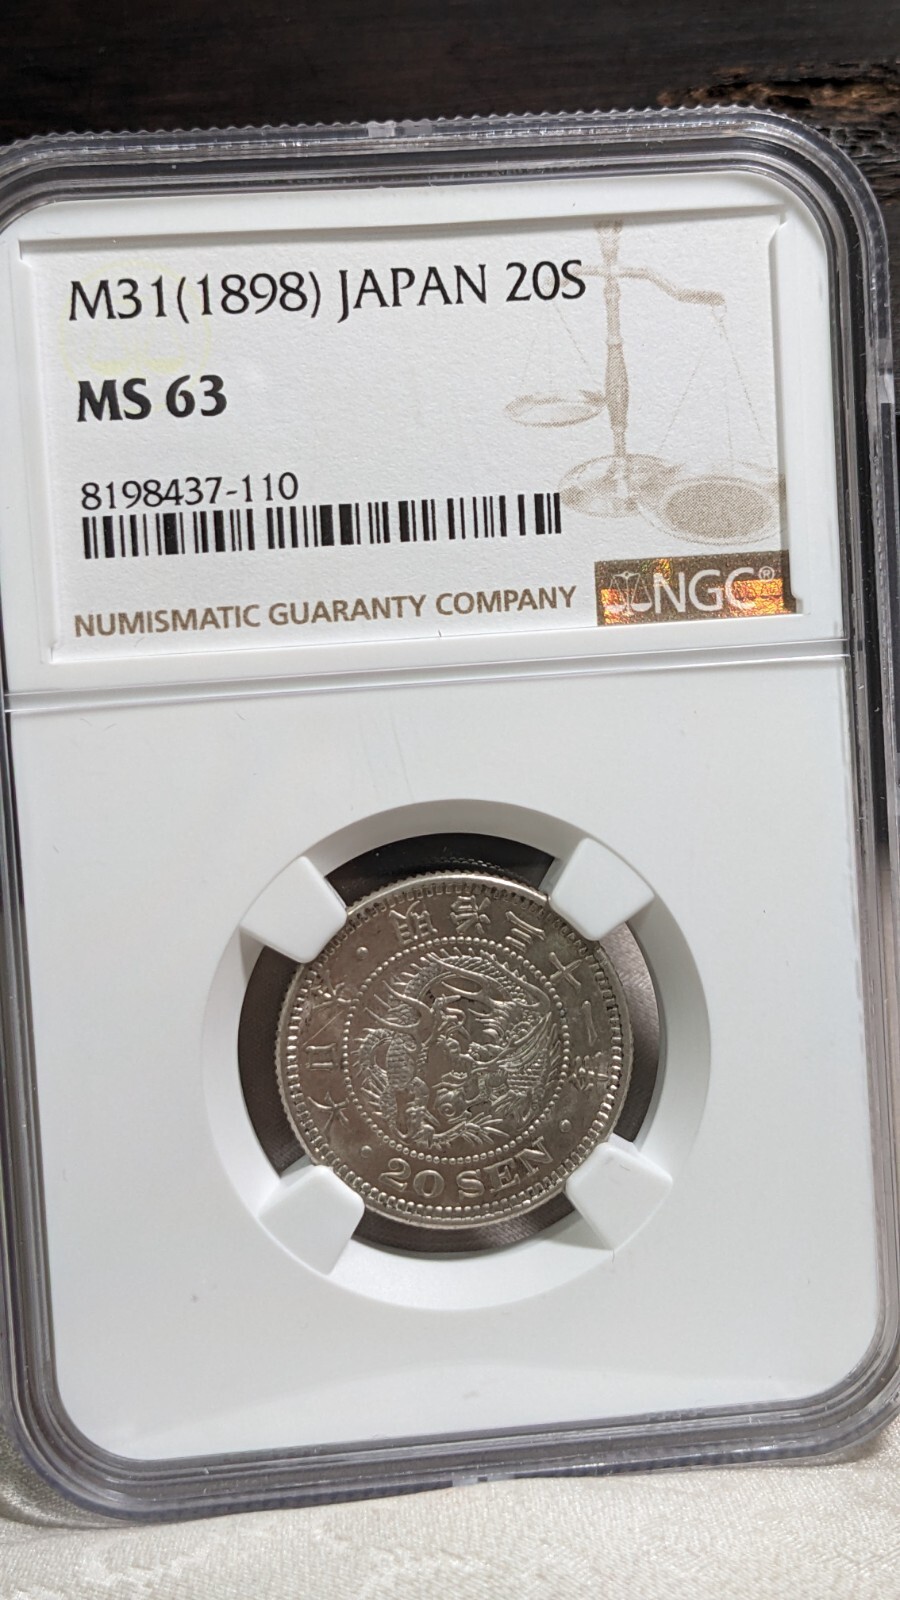 M31(1898) JAPAN 20S
MS 63
8198437-110
NUMISMATIC GUARANTY COMPANY
NGC®
大日本 · 明治三十一年 ·
20 SEN